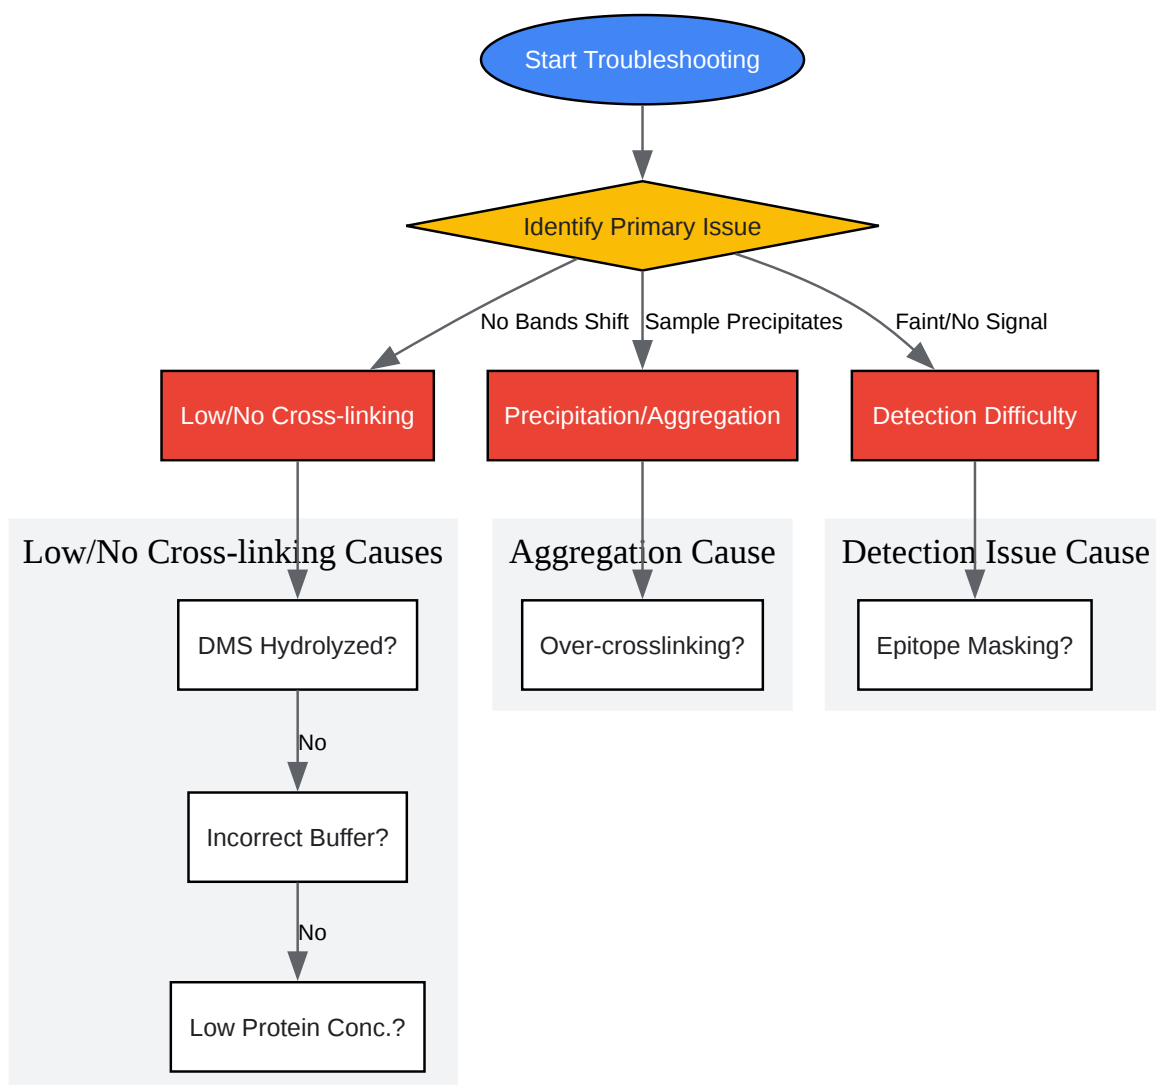 Start Troubleshooting
Identify Primary Issue
No Bands Shift
Sample Precipitates
Faint/No Signal
Low/No Cross-linking
Precipitation/Aggregation
Detection Difficulty
Low/No Cross-linking Causes
Aggregation Cause
Detection Issue Cause
DMS Hydrolyzed?
Over-crosslinking?
Epitope Masking?
No
Incorrect Buffer?
No
Low Protein Conc.?